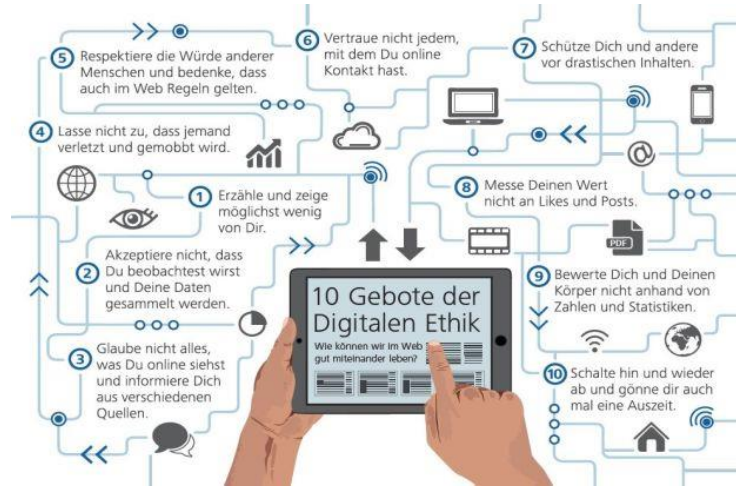 10 Gebote der
Digitalen Ethik
Wie können wir im Web
gut miteinander leben?
1
Erzähle und zeige
möglichst wenig
von Dir.
2
Akzeptiere nicht, dass
Du beobachtest wirst
und Deine Daten
gesammelt werden.
3
Glaube nicht alles,
was Du online siehst
und informiere Dich
aus verschiedenen
Quellen.
4
Lasse nicht zu, dass jemand
verletzt und gemobbt wird.
5
Respektiere die Würde anderer
Menschen und bedenke, dass
auch im Web Regeln gelten.
6
Vertraue nicht jedem,
mit dem Du online
Kontakt hast.
7
Schütze Dich und andere
vor drastischen Inhalten.
@
8
Messe Deinen Wert
nicht an Likes und Posts.
PDF
9
Bewerte Dich und Deinen
Körper nicht anhand von
Zahlen und Statistiken.
10
Schalte hin und wieder
ab und gönne dir auch
mal eine Auszeit.